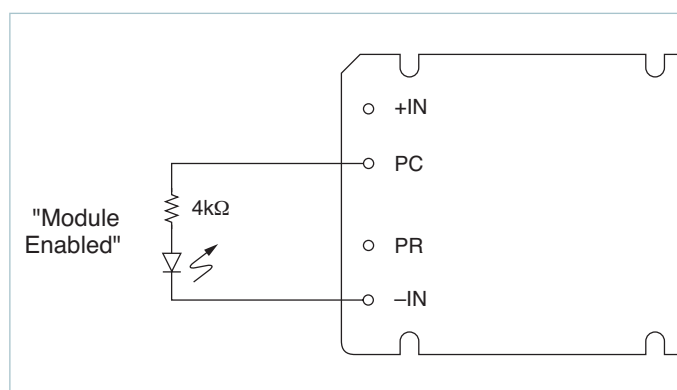 +IN
PC
"Module
Enabled"
4kΩ
PR
–IN